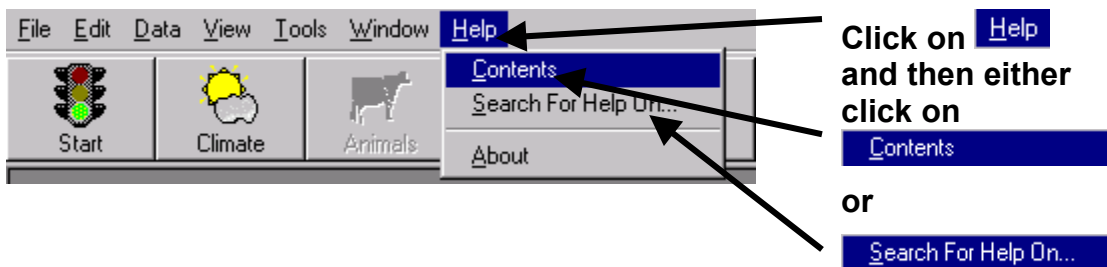 File Edit Data View Tools Window Help
Start Climate Animals
Contents
Search For Help On...
About
Click on Help
and then either
click on
Contents
or
Search For Help On...